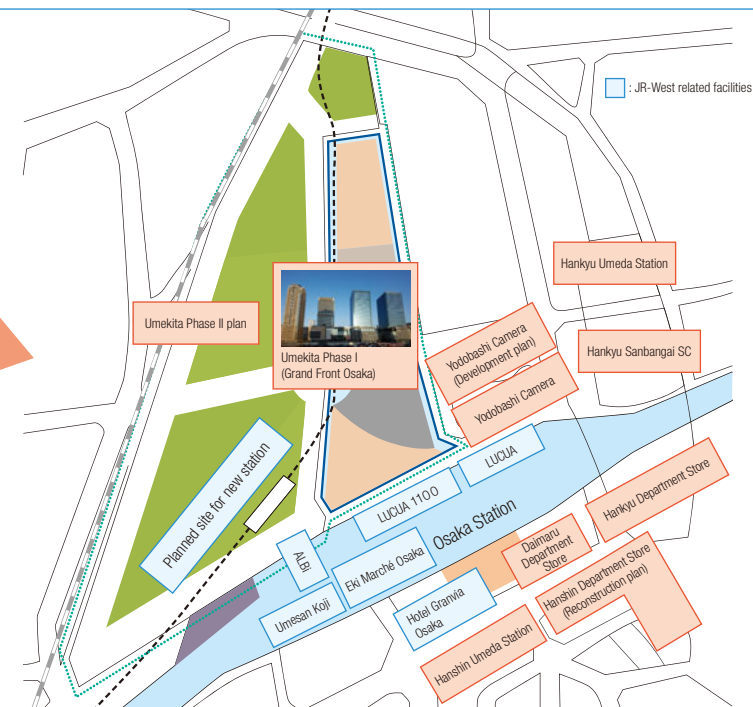 : JR-West related facilities
Hankyu Umeda Station
Umekita Phase II plan
Hankyu Sanbangai SC
Umekita Phase I
(Grand Front Osaka)
Yodobashi Camera
(Development plan)
Yodobashi Camera
Planned site for new station
LUCUA
LUCUA 1100
Osaka Station
Hankyu Department Store
ALBi
Eki Marché Osaka
Daimaru
Department
Store
Umesan Koji
Hotel Granvia
Osaka
Hanshin Department Store
(Reconstruction plan)
Hanshin Umeda Station